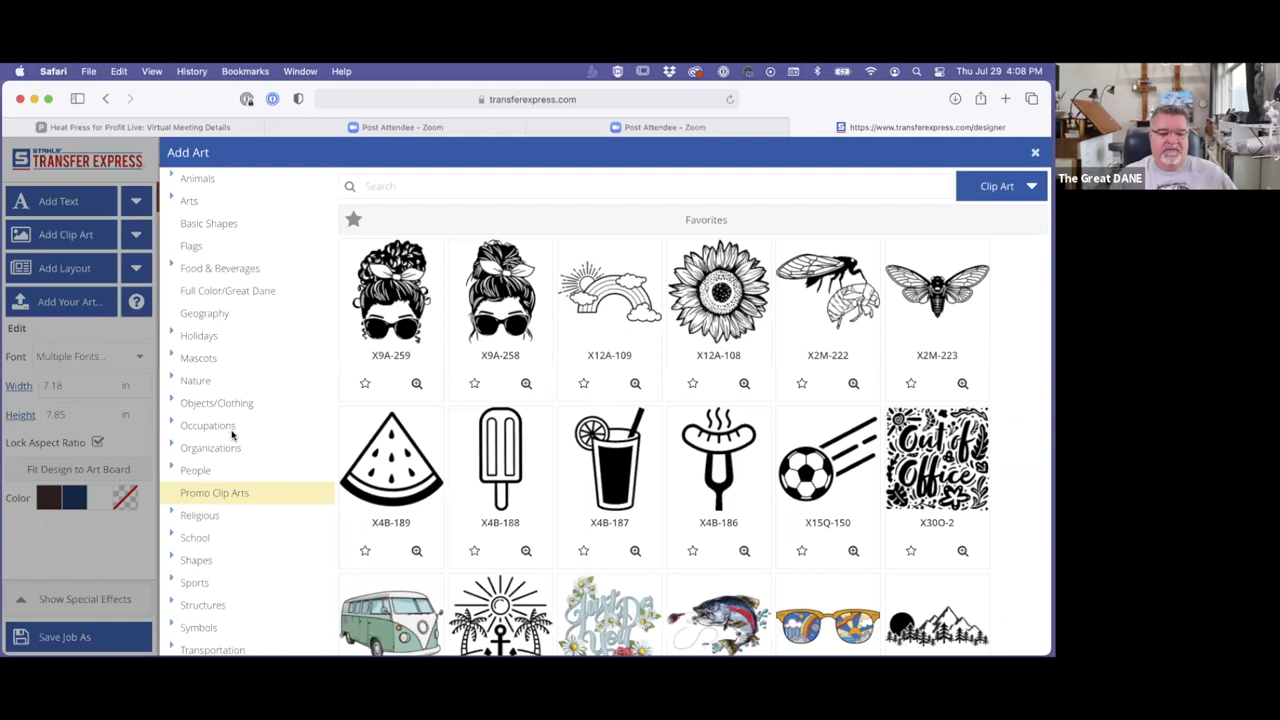 Safari File Edit View History Bookmarks Window Help Thu Jul 29 4:08 PM
transferexpress.com
Heat Press for Profit Live: Virtual Meeting Details
Post Attendee - Zoom
Post Attendee - Zoom
https://www.transferexpress.com/designer
STAHLS'
TRANSFER EXPRESS
Add Text
Add Clip Art
Add Layout
Add Your Art...
Edit
Font Multiple Fonts...
Width 7.18 in
Height 7.85 in
Lock Aspect Ratio
Fit Design to Art Board
Color
Show Special Effects
Save Job As
Add Art
Animals
Arts
Basic Shapes
Flags
Food & Beverages
Full Color/Great Dane
Geography
Holidays
Mascots
Nature
Objects/Clothing
Occupations
Organizations
People
Promo Clip Arts
Religious
School
Shapes
Sports
Structures
Symbols
Transportation
Search
Clip Art
Favorites
X9A-259
X9A-258
X12A-109
X12A-108
X2M-222
X2M-223
Out of
Office
X4B-189
X4B-188
X4B-187
X4B-186
X15Q-150
X30O-2
Just Be
You
The Great DANE